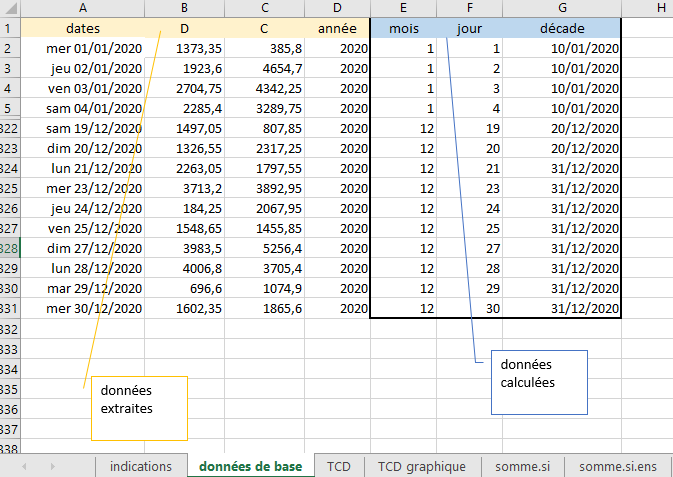 A B C D E F G H
1 dates D C année mois jour décade
2 mer 01/01/2020 1373,35 385,8 2020 1 1 10/01/2020
3 jeu 02/01/2020 1923,6 4654,7 2020 1 2 10/01/2020
4 ven 03/01/2020 2704,75 4342,25 2020 1 3 10/01/2020
5 sam 04/01/2020 2285,4 3289,75 2020 1 4 10/01/2020
322 sam 19/12/2020 1497,05 807,85 2020 12 19 20/12/2020
323 dim 20/12/2020 1326,55 2317,25 2020 12 20 20/12/2020
324 lun 21/12/2020 2263,05 1797,55 2020 12 21 31/12/2020
325 mer 23/12/2020 3713,2 3892,95 2020 12 23 31/12/2020
326 jeu 24/12/2020 184,25 2067,95 2020 12 24 31/12/2020
327 ven 25/12/2020 1548,65 1455,85 2020 12 25 31/12/2020
328 dim 27/12/2020 3983,5 5256,4 2020 12 27 31/12/2020
329 lun 28/12/2020 4006,8 3705,4 2020 12 28 31/12/2020
330 mar 29/12/2020 696,6 1074,9 2020 12 29 31/12/2020
331 mer 30/12/2020 1602,35 1865,6 2020 12 30 31/12/2020
332
333
334
335
336
337
338
données
extraites
données
calculées
indications données de base TCD TCD graphique somme.si somme.si.ens